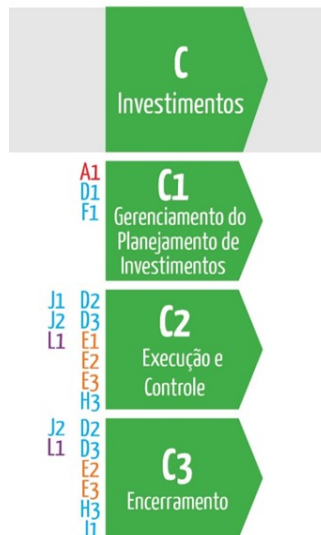 C
Investimentos
A1
D1
F1
C1
Gerenciamento do
Planejamento de
Investimentos
J1 D2
J2 D3
L1 E1
E2
E3
H3
C2
Execução e
Controle
J2 D2
L1 D3
E2
E3
H3
J1
C3
Encerramento